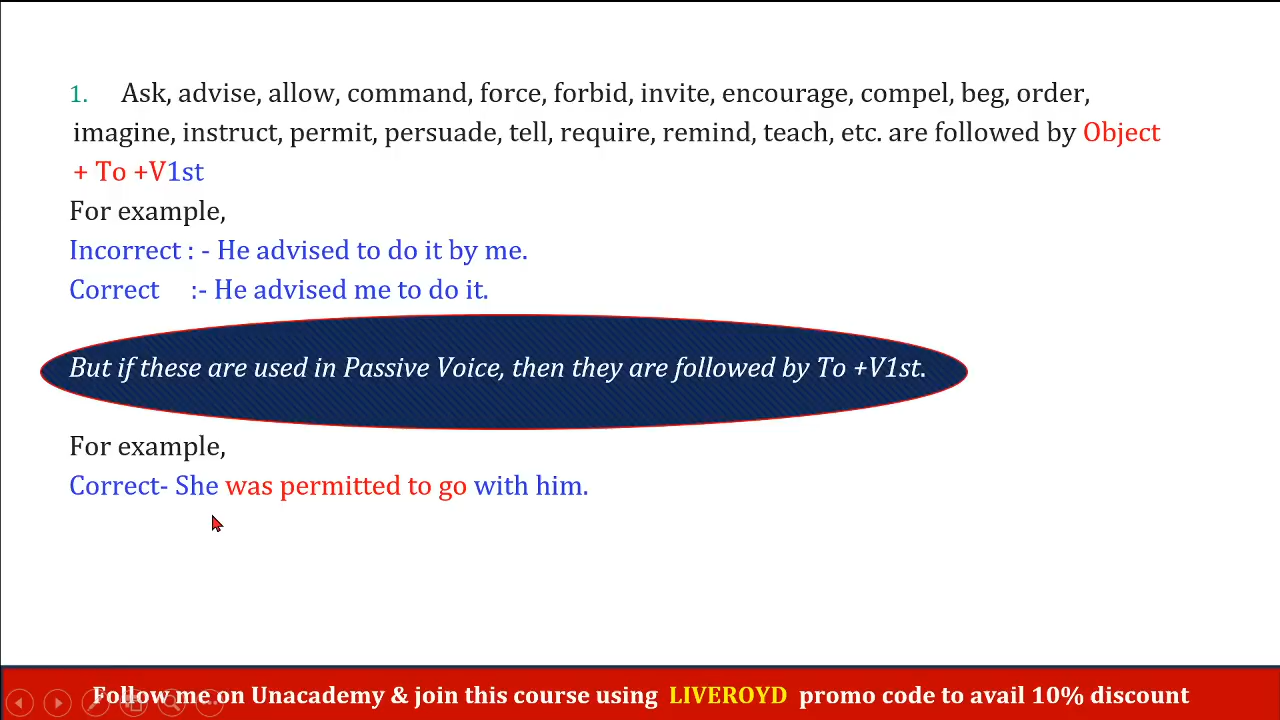 1. Ask, advise, allow, command, force, forbid, invite, encourage, compel, beg, order,
imagine, instruct, permit, persuade, tell, require, remind, teach, etc. are followed by Object
+ To +V1st
For example,
Incorrect : - He advised to do it by me.
Correct :- He advised me to do it.
But if these are used in Passive Voice, then they are followed by To +V1st.
For example,
Correct- She was permitted to go with him.
Follow me on Unacademy & join this course using LIVEROYD promo code to avail 10% discount